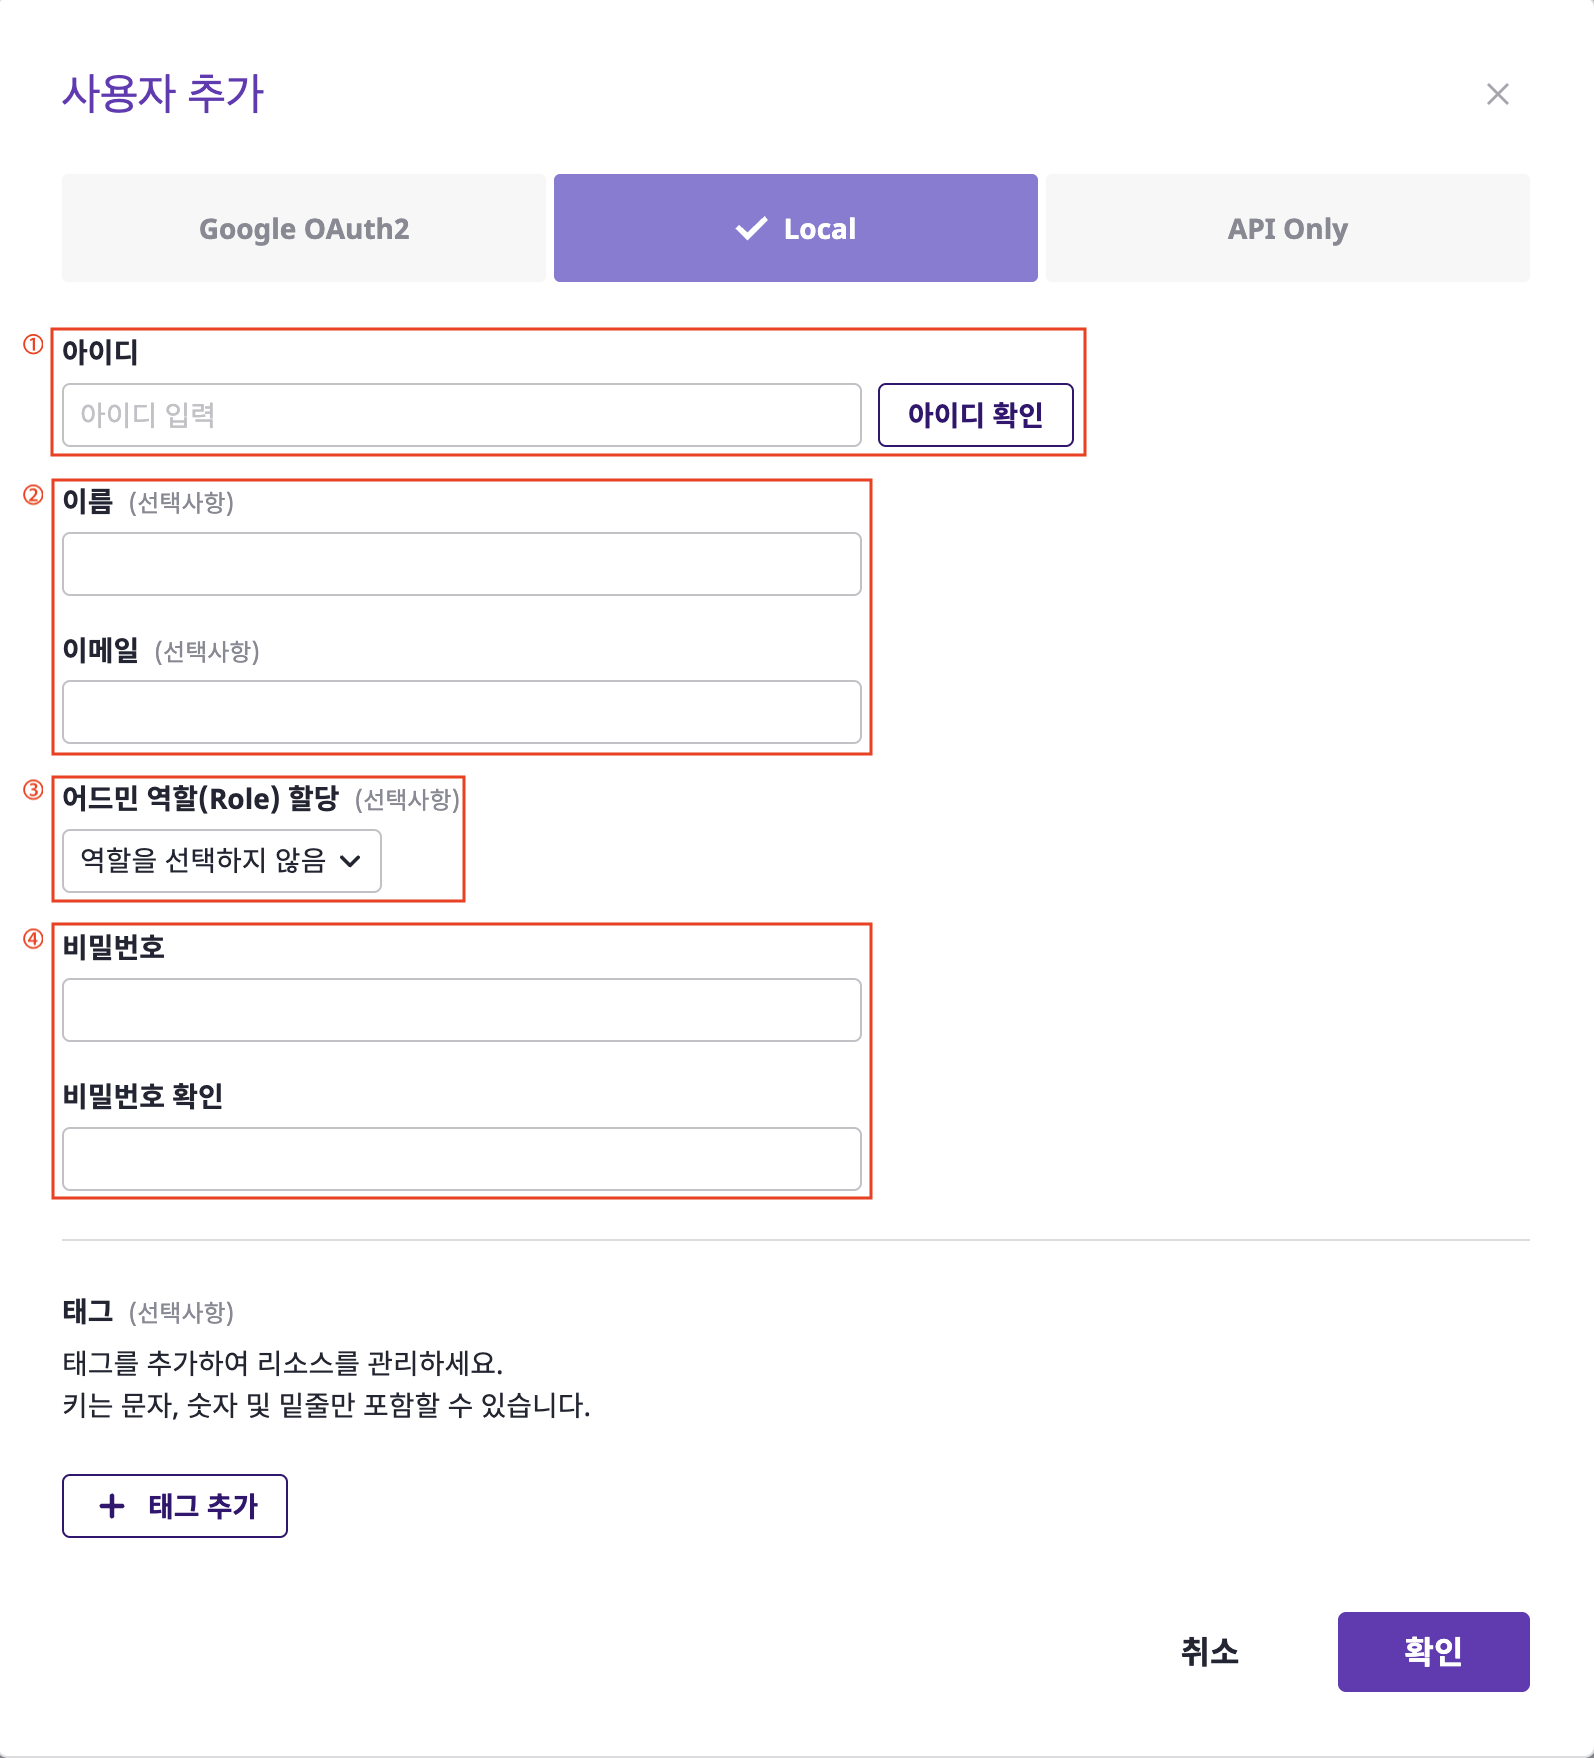 사용자 추가
Google OAuth2
Local
API Only
① 아이디
아이디 입력
아이디 확인
② 이름 (선택사항)
이메일 (선택사항)
③ 어드민 역할(Role) 할당 (선택사항)
역할을 선택하지 않음
④ 비밀번호
비밀번호 확인
태그 (선택사항)
태그를 추가하여 리소스를 관리하세요.
키는 문자, 숫자 및 밑줄만 포함할 수 있습니다.
+ 태그 추가
취소
확인